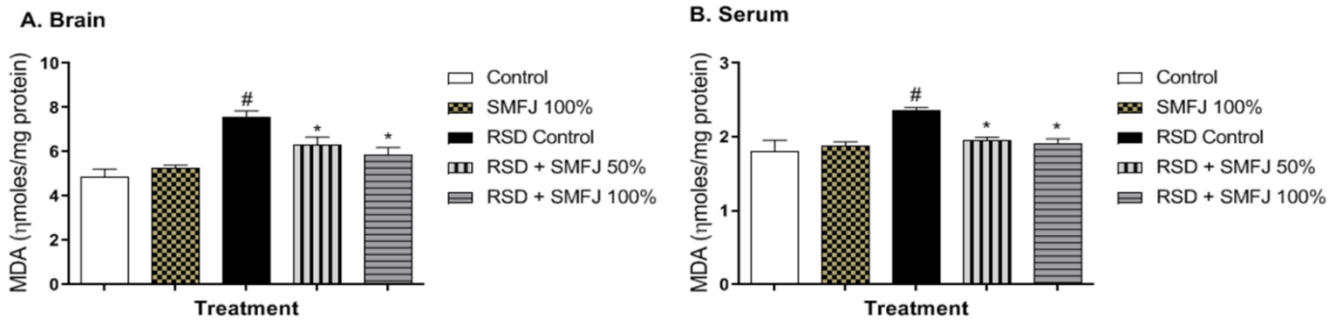 A. Brain
MDA (ηmoles/mg protein)
10
8
6
4
2
0
#
*
*
Treatment
Control
SMFJ 100%
RSD Control
RSD + SMFJ 50%
RSD + SMFJ 100%
B. Serum
MDA (ηmoles/mg protein)
3
2
1
0
#
*
*
Treatment
Control
SMFJ 100%
RSD Control
RSD + SMFJ 50%
RSD + SMFJ 100%